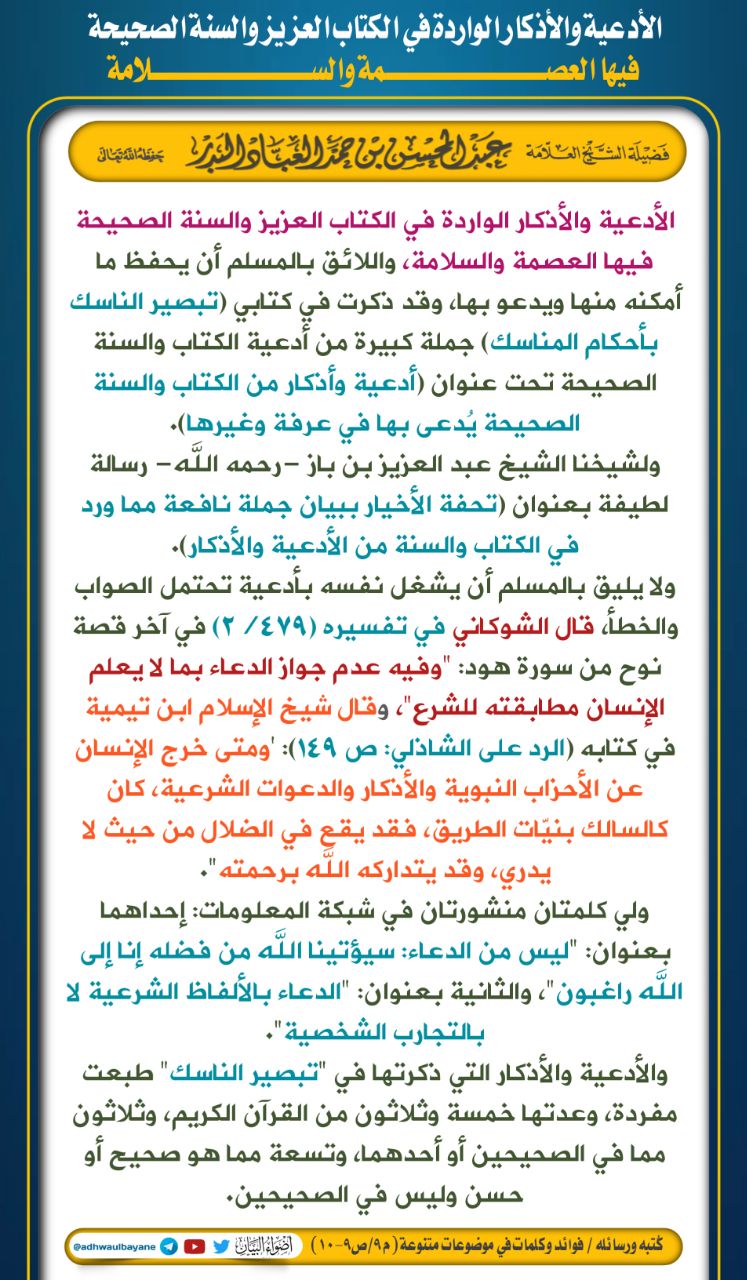 الأدعية والأذكار الواردة في الكتاب العزيز والسنة الصحيحة
فيها العصمة والسلامة
فضيلة الشيخ العلامة عبد المحسن بن حمد العباد البدر حفظه الله تعالى
الأدعية والأذكار الواردة في الكتاب العزيز والسنة الصحيحة
فيها العصمة والسلامة، واللائق بالمسلم أن يحفظ ما
أمكنه منها ويدعو بها، وقد ذكرت في كتابي (تبصير الناسك
بأحكام المناسك) جملة كبيرة من أدعية الكتاب والسنة
الصحيحة تحت عنوان (أدعية وأذكار من الكتاب والسنة
الصحيحة يُدعى بها في عرفة وغيرها).
ولشيخنا الشيخ عبد العزيز بن باز -رحمه اللَّه- رسالة
لطيفة بعنوان (تحفة الأخيار ببيان جملة نافعة مما ورد
في الكتاب والسنة من الأدعية والأذكار).
ولا يليق بالمسلم أن يشغل نفسه بأدعية تحتمل الصواب
والخطأ، قال الشوكاني في تفسيره (٤٧٩/ ٢) في آخر قصة
نوح من سورة هود: "وفيه عدم جواز الدعاء بما لا يعلم
الإنسان مطابقته للشرع"، وقال شيخ الإسلام ابن تيمية
في كتابه (الرد على الشاذلي: ص ١٤٩): 'ومتى خرج الإنسان
عن الأحزاب النبوية والأذكار والدعوات الشرعية، كان
كالسالك بنيّات الطريق، فقد يقع في الضلال من حيث لا
يدري، وقد يتداركه اللَّه برحمته".
ولي كلمتان منشورتان في شبكة المعلومات: إحداهما
بعنوان: "ليس من الدعاء: سيؤتينا اللَّه من فضله إنا إلى
اللَّه راغبون"، والثانية بعنوان: "الدعاء بالألفاظ الشرعية لا
بالتجارب الشخصية".
والأدعية والأذكار التي ذكرتها في "تبصير الناسك" طبعت
مفردة، وعدتها خمسة وثلاثون من القرآن الكريم، وثلاثون
مما في الصحيحين أو أحدهما، وتسعة مما هو صحيح أو
حسن وليس في الصحيحين.
كُتبه ورسائله / فوائد وكلمات في موضوعات متنوعة (م٩/ص٩-١٠) أضواء البيان @adhwaulbayane